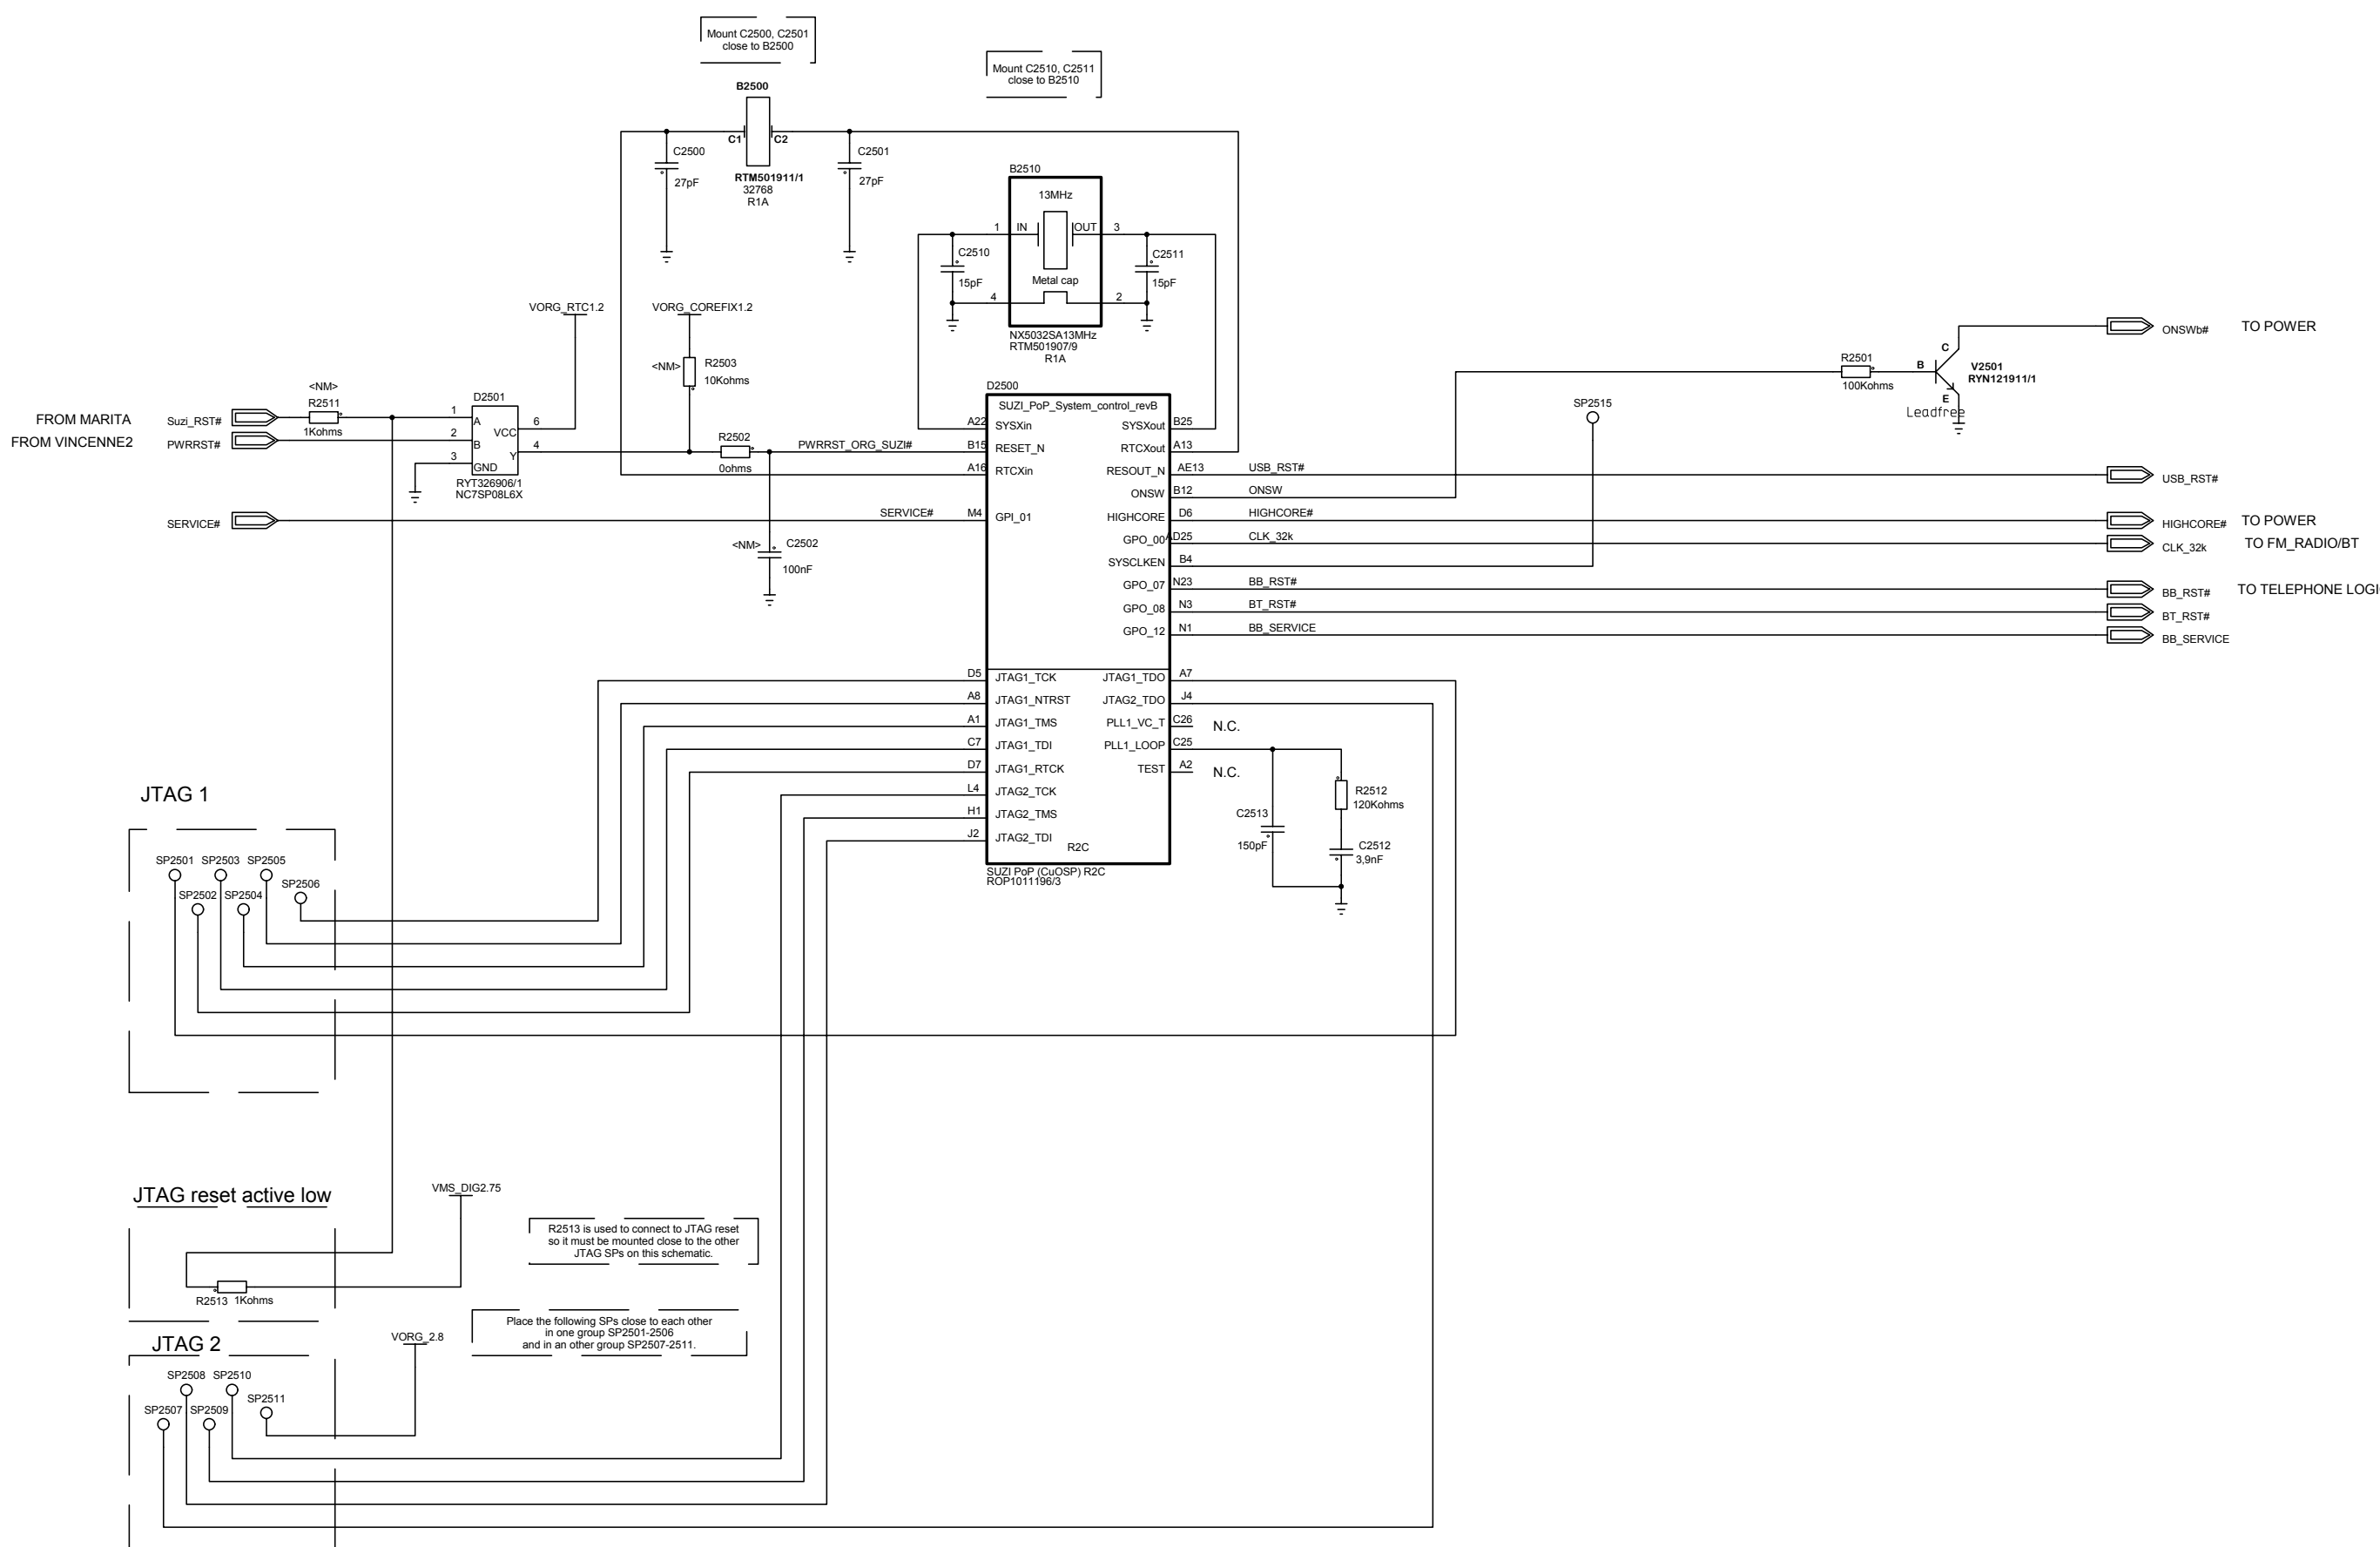 Mount C2500, C2501
close to B2500
Mount C2510, C2511
close to B2510
B2500
C1
C2
C2500
27pF
C2501
27pF
RTM501911/1
32768
R1A
B2510
13MHz
1
IN
OUT
3
C2510
15pF
C2511
15pF
Metal cap
4
2
NX5032SA13MHz
RTM501907/9
R1A
VORG_RTC1.2
VORG_COREFIX1.2
<NM>
R2503
10Kohms
<NM>
R2511
1Kohms
FROM MARITA
Suzi_RST#
FROM VINCENNE2
PWRRST#
D2501
1
A
2
B
3
GND
VCC
6
Y
4
RYT326906/1
NC7SP08L6X
R2502
0ohms
PWRRST_ORG_SUZI#
SERVICE#
SERVICE#
<NM>
C2502
100nF
D2500
SUZI_PoP_System_control_revB
A22
SYSXin
B15
RESET_N
A16
RTCXin
M4
GPI_01
SYSXout
B25
RTCXout
A13
RESOUT_N
AE13
USB_RST#
ONSW
B12
ONSW
HIGHCORE
D6
HIGHCORE#
GPO_00
AD25
CLK_32k
SYSCLKEN
B4
GPO_07
N23
BB_RST#
GPO_08
N3
BT_RST#
GPO_12
N1
BB_SERVICE
SP2515
R2501
100Kohms
B
C
E
V2501
RYN121911/1
Leadfree
ONSWb#
TO POWER
USB_RST#
HIGHCORE#
TO POWER
CLK_32k
TO FM_RADIO/BT
BB_RST#
TO TELEPHONE LOGI
BT_RST#
BB_SERVICE
D5
JTAG1_TCK
A8
JTAG1_NTRST
A1
JTAG1_TMS
C7
JTAG1_TDI
D7
JTAG1_RTCK
L4
JTAG2_TCK
H1
JTAG2_TMS
J2
JTAG2_TDI
JTAG1_TDO
A7
JTAG2_TDO
J4
PLL1_VC_T
C26
N.C.
PLL1_LOOP
C25
TEST
A2
N.C.
R2C
SUZI PoP (CuOSP) R2C
ROP1011196/3
C2513
150pF
R2512
120Kohms
C2512
3,9nF
JTAG 1
SP2501
SP2503
SP2505
SP2506
SP2502
SP2504
JTAG reset active low
VMS_DIG2.75
R2513
1Kohms
R2513 is used to connect to JTAG reset
so it must be mounted close to the other
JTAG SPs on this schematic.
Place the following SPs close to each other
in one group SP2501-2506
and in an other group SP2507-2511.
JTAG 2
VORG_2.8
SP2508
SP2510
SP2511
SP2507
SP2509